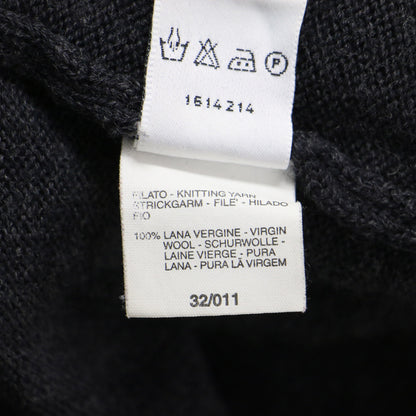 P
1614214
FILATO - KNITTING YARN
STRICKGARM - FILE' - HILADO
FIO
100% LANA VERGINE - VIRGIN
WOOL - SCHURWOLLE -
LAINE VIERGE - PURA
LANA - PURA LÃ VIRGEM
32/011